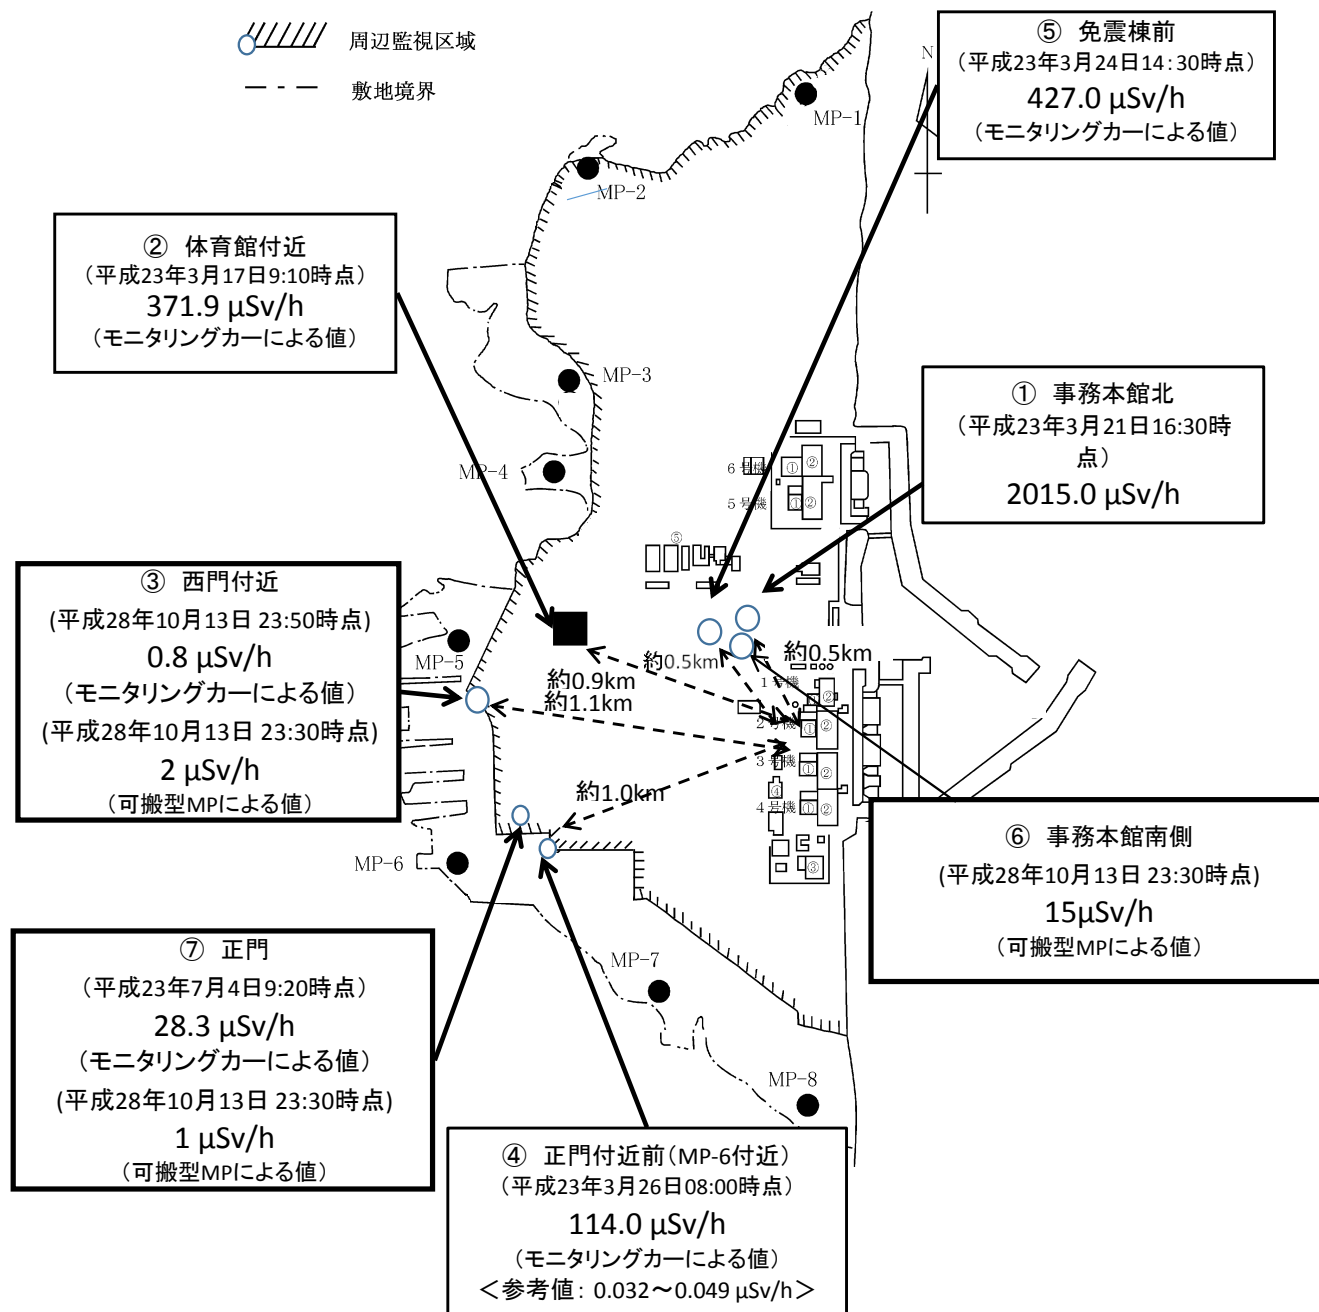 周辺監視区域
敷地境界
⑤ 免震棟前
（平成23年3月24日14:30時点）
427.0 μSv/h
（モニタリングカーによる値）
N
MP-1
MP-2
② 体育館付近
（平成23年3月17日9:10時点）
371.9 μSv/h
（モニタリングカーによる値）
MP-3
① 事務本館北
（平成23年3月21日16:30時
点）
2015.0 μSv/h
MP-4
6号機
①
②
5号機
①
②
⑤
③ 西門付近
(平成28年10月13日 23:50時点)
0.8 μSv/h
（モニタリングカーによる値）
(平成28年10月13日 23:30時点)
2 μSv/h
（可搬型MPによる値）
MP-5
約0.5km
約0.5km
約0.9km
約1.1km
1号機
②
2号機
①
②
3号機
①
②
約1.0km
④
4号機
①
②
③
MP-6
⑥ 事務本館南側
(平成28年10月13日 23:30時点)
15μSv/h
（可搬型MPによる値）
⑦ 正門
（平成23年7月4日9:20時点）
28.3 μSv/h
（モニタリングカーによる値）
(平成28年10月13日 23:30時点)
1 μSv/h
（可搬型MPによる値）
MP-7
MP-8
④ 正門付近前（MP-6付近）
（平成23年3月26日08:00時点）
114.0 μSv/h
（モニタリングカーによる値）
＜参考値：0.032～0.049 μSv/h＞